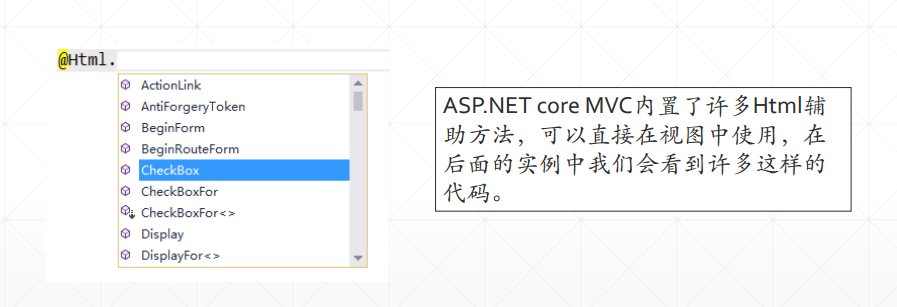 @Html.
ActionLink
AntiForgeryToken
BeginForm
BeginRouteForm
CheckBox
CheckBoxFor
CheckBoxFor<>
Display
DisplayFor<>
ASP.NET core MVC内置了许多Html辅
助方法，可以直接在视图中使用，在
后面的实例中我们会看到许多这样的
代码。